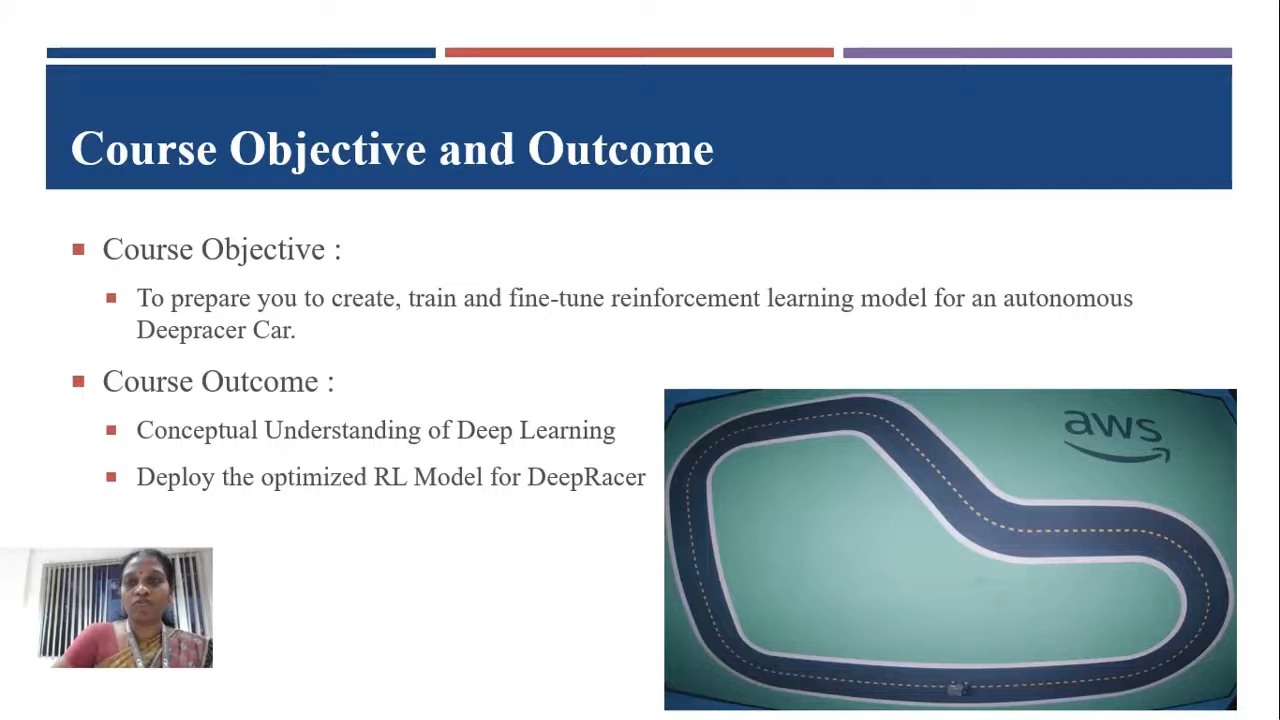 Course Objective and Outcome
Course Objective :
To prepare you to create, train and fine-tune reinforcement learning model for an autonomous
Deepracer Car.
Course Outcome :
Conceptual Understanding of Deep Learning
Deploy the optimized RL Model for DeepRacer
aws